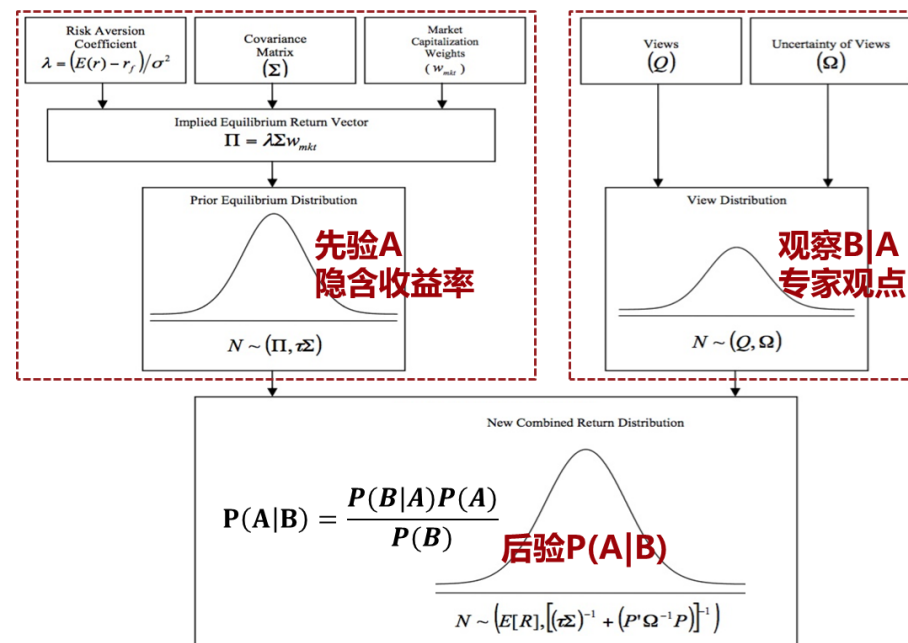 Risk Aversion
Coefficient
λ = (E(r) − r_f)/σ²
Covariance
Matrix
(Σ)
Market
Capitalization
Weights
(w_mkt)
Views
(Q)
Uncertainty of Views
(Ω)
Implied Equilibrium Return Vector
Π = λΣw_mkt
Prior Equilibrium Distribution
先验A
隐含收益率
N ~ (Π, τΣ)
View Distribution
观察B|A
专家观点
N ~ (Q, Ω)
New Combined Return Distribution
P(A|B) = P(B|A)P(A) / P(B)
后验P(A|B)
N ~ (E[R], [(τΣ)⁻¹ + (P'Ω⁻¹P)]⁻¹)